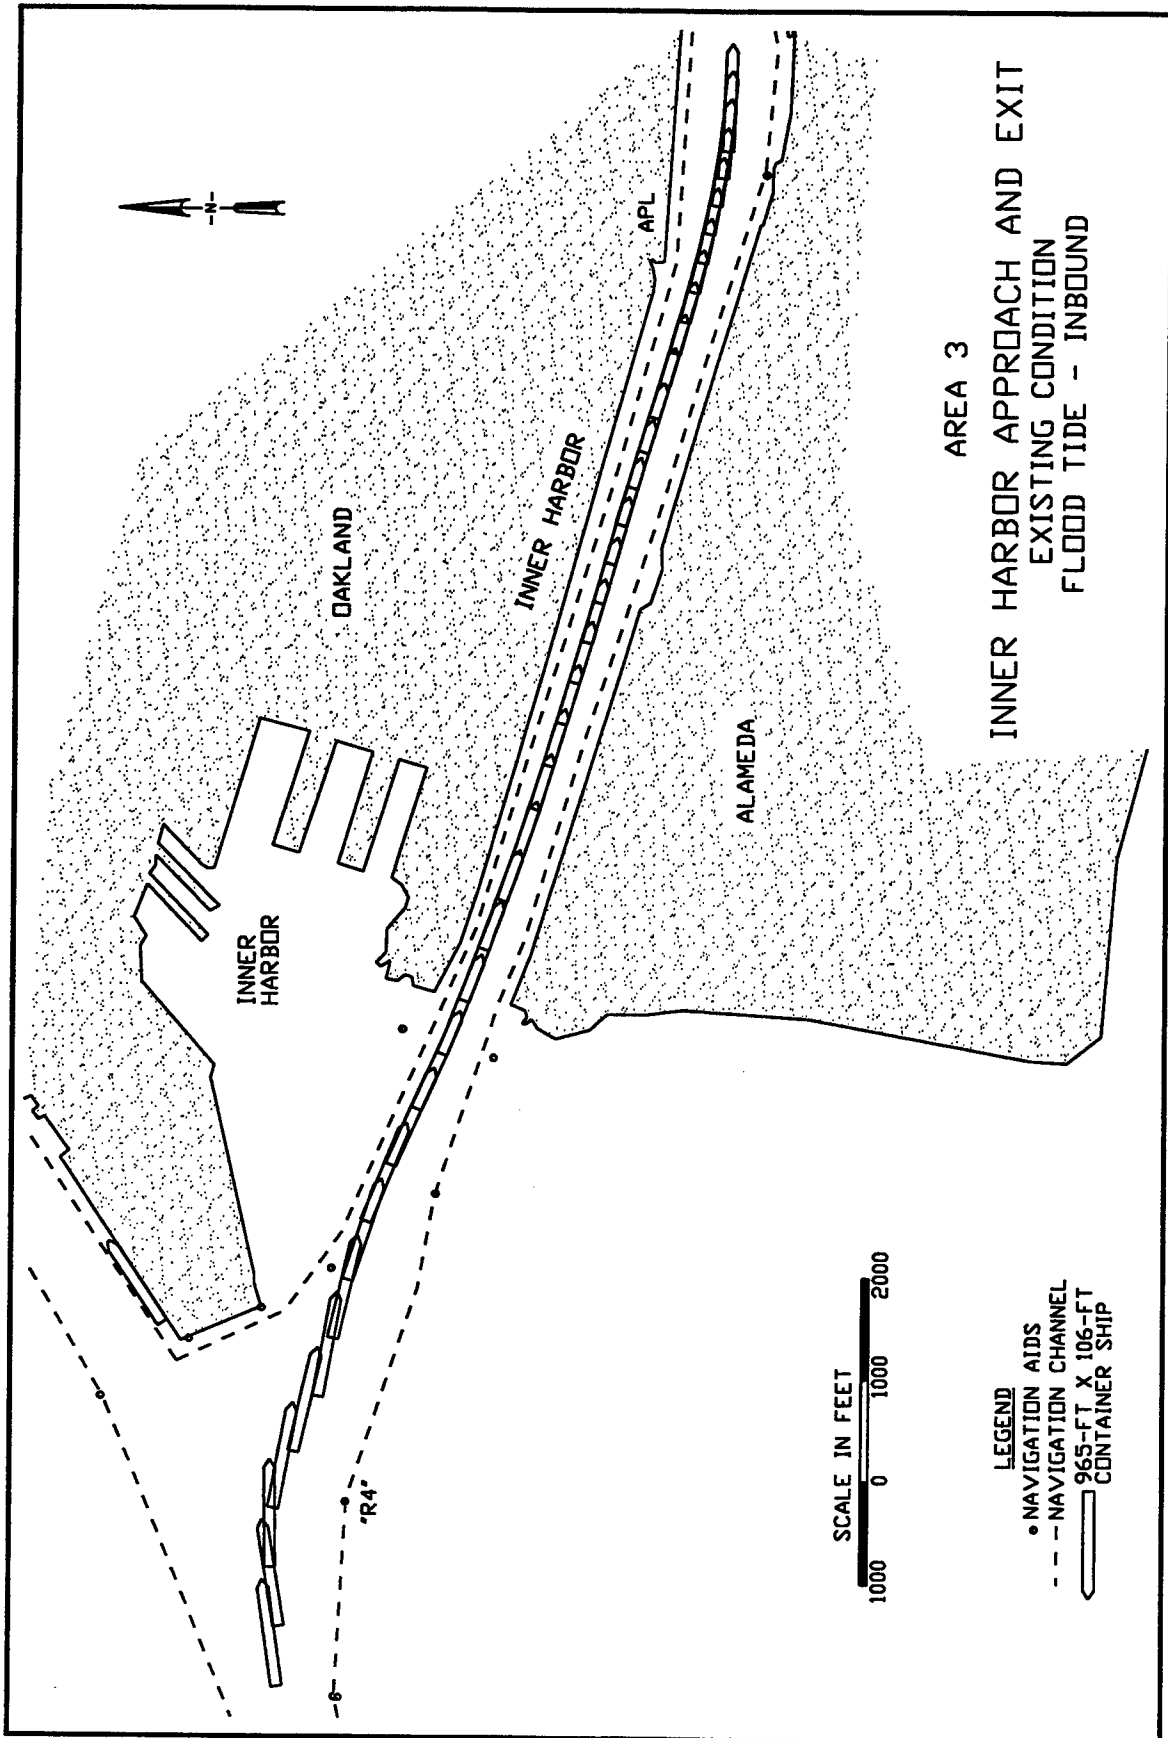 -N-
APL
OAKLAND
INNER HARBOR
INNER
HARBOR
ALAMEDA
"R4"
AREA 3
INNER HARBOR APPROACH AND EXIT
EXISTING CONDITION
FLOOD TIDE - INBOUND
SCALE IN FEET
1000 0 1000 2000
LEGEND
NAVIGATION AIDS
NAVIGATION CHANNEL
965-FT X 106-FT
CONTAINER SHIP